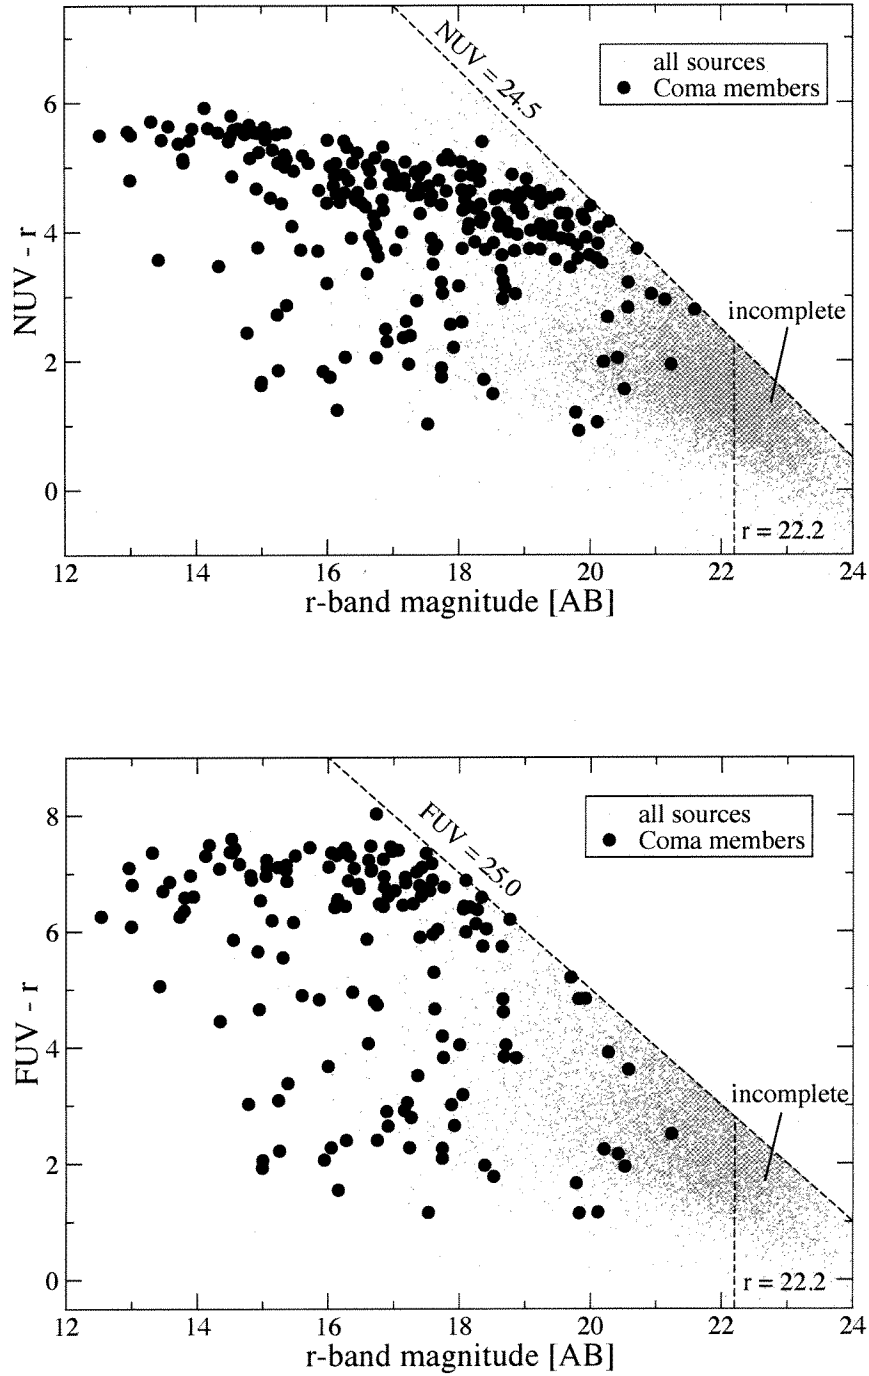 NUV = 24.5
all sources
Coma members
6
4
2
0
NUV - r
incomplete
r = 22.2
12 14 16 18 20 22 24
r-band magnitude [AB]
FUV = 25.0
all sources
Coma members
8
6
4
2
0
FUV - r
incomplete
r = 22.2
12 14 16 18 20 22 24
r-band magnitude [AB]